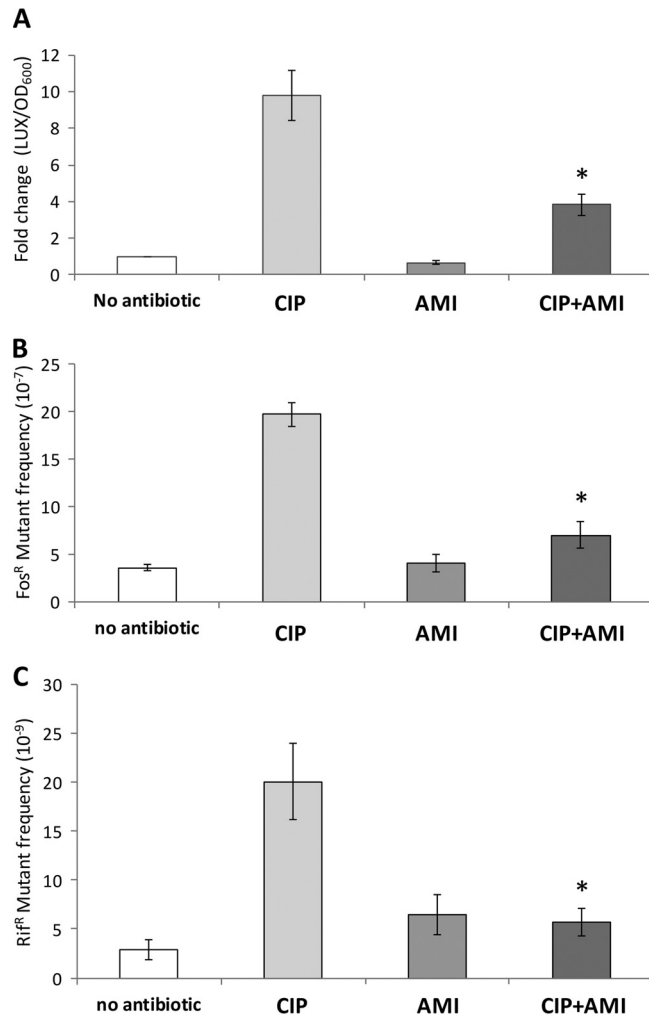 A
Fold change (LUX/OD600)
12
10
8
6
4
2
0
*
No antibiotic CIP AMI CIP+AMI
B
FosR Mutant frequency (10-7)
25
20
15
10
5
0
*
no antibiotic CIP AMI CIP+AMI
C
RifR Mutant frequency (10-9)
30
25
20
15
10
5
0
*
no antibiotic CIP AMI CIP+AMI